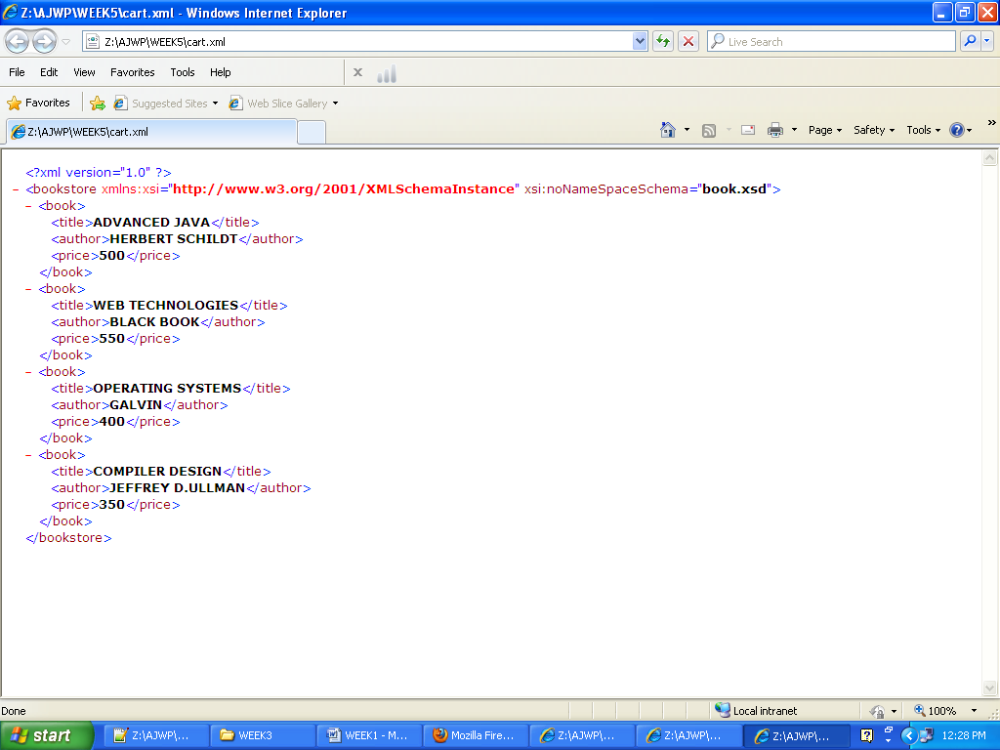 Z:\AJWP\WEEK5\cart.xml - Windows Internet Explorer
Z:\AJWP\WEEK5\cart.xml
Live Search
File Edit View Favorites Tools Help
Favorites Suggested Sites Web Slice Gallery
Z:\AJWP\WEEK5\cart.xml Page Safety Tools »
<?xml version="1.0" ?>
- <bookstore xmlns:xsi="http://www.w3.org/2001/XMLSchemaInstance" xsi:noNameSpaceSchema="book.xsd">
- <book>
<title>ADVANCED JAVA</title>
<author>HERBERT SCHILDT</author>
<price>500</price>
</book>
- <book>
<title>WEB TECHNOLOGIES</title>
<author>BLACK BOOK</author>
<price>550</price>
</book>
- <book>
<title>OPERATING SYSTEMS</title>
<author>GALVIN</author>
<price>400</price>
</book>
- <book>
<title>COMPILER DESIGN</title>
<author>JEFFREY D.ULLMAN</author>
<price>350</price>
</book>
</bookstore>
Done Local intranet 100%
start Z:\AJWP\... WEEK3 WEEK1 - M... Mozilla Fire... Z:\AJWP\... Z:\AJWP\... Z:\AJWP\... 12:28 PM